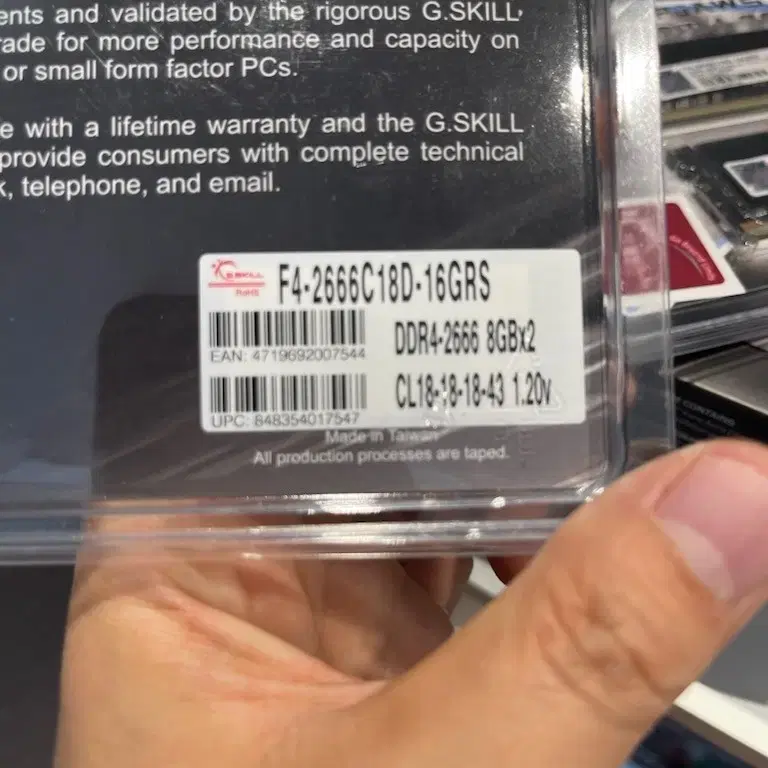 ents and validated by the rigorous G.SKILL
rade for more performance and capacity on
or small form factor PCs.
e with a lifetime warranty and the G.SKILL
provide consumers with complete technical
k, telephone, and email.
G.SKILL
RoHS
F4-2666C18D-16GRS
EAN: 4719692007544
DDR4-2666 8GBx2
UPC: 848354017547
CL18-18-18-43 1.20v
Made in Taiwan
All production processes are taped.